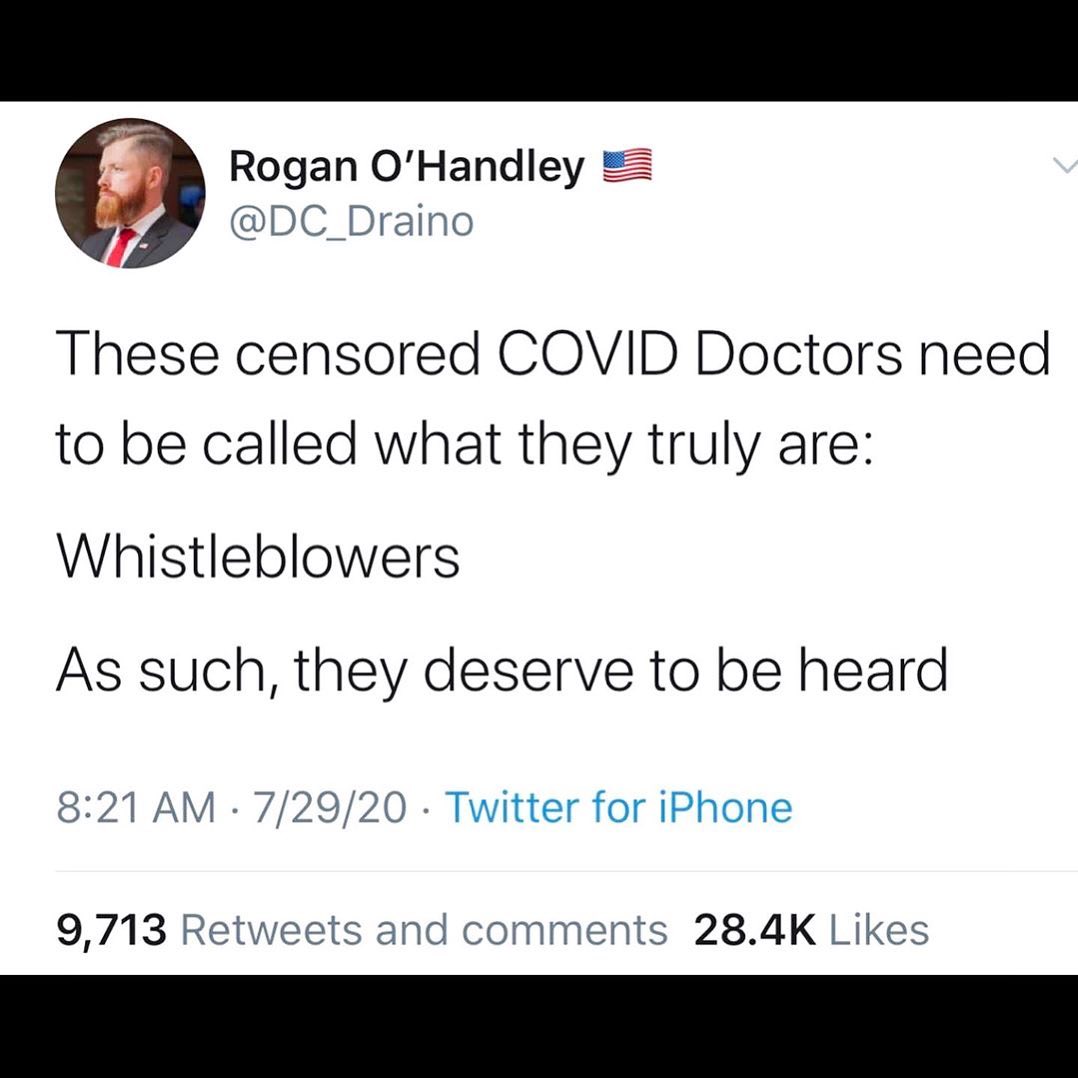 Rogan O’Handley 🇺🇸
@DC_Draino
These censored COVID Doctors need
to be called what they truly are:
Whistleblowers
As such, they deserve to be heard
8:21 AM · 7/29/20 · Twitter for iPhone
9,713 Retweets and comments 28.4K Likes